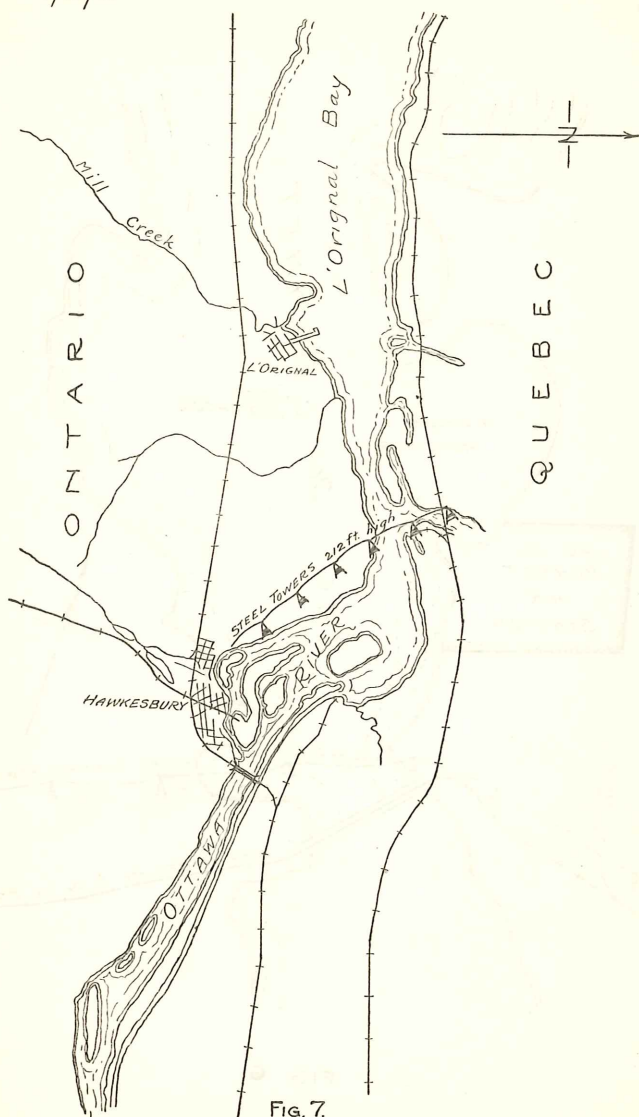 L'Orignal Bay
N
Mill Creek
ONTARIO
QUEBEC
L'ORIGNAL
STEEL TOWERS 212 ft. high
RIVER
HAWKESBURY
OTTAWA
FIG. 7.